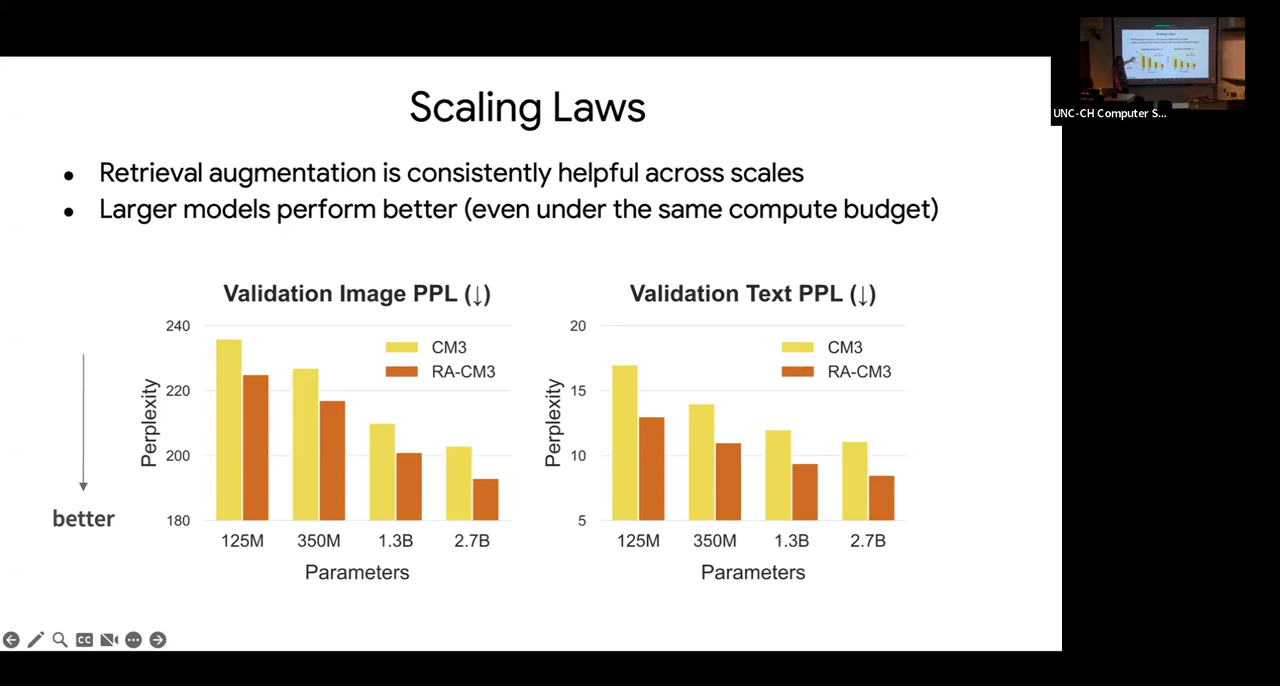 Scaling Laws
● Retrieval augmentation is consistently helpful across scales
● Larger models perform better (even under the same compute budget)
Validation Image PPL (↓)
240
220
200
180
Perplexity
CM3
RA-CM3
125M 350M 1.3B 2.7B
Parameters
better
Validation Text PPL (↓)
20
15
10
5
Perplexity
CM3
RA-CM3
125M 350M 1.3B 2.7B
Parameters
CC
UNC-CH Computer S...
Scaling Laws